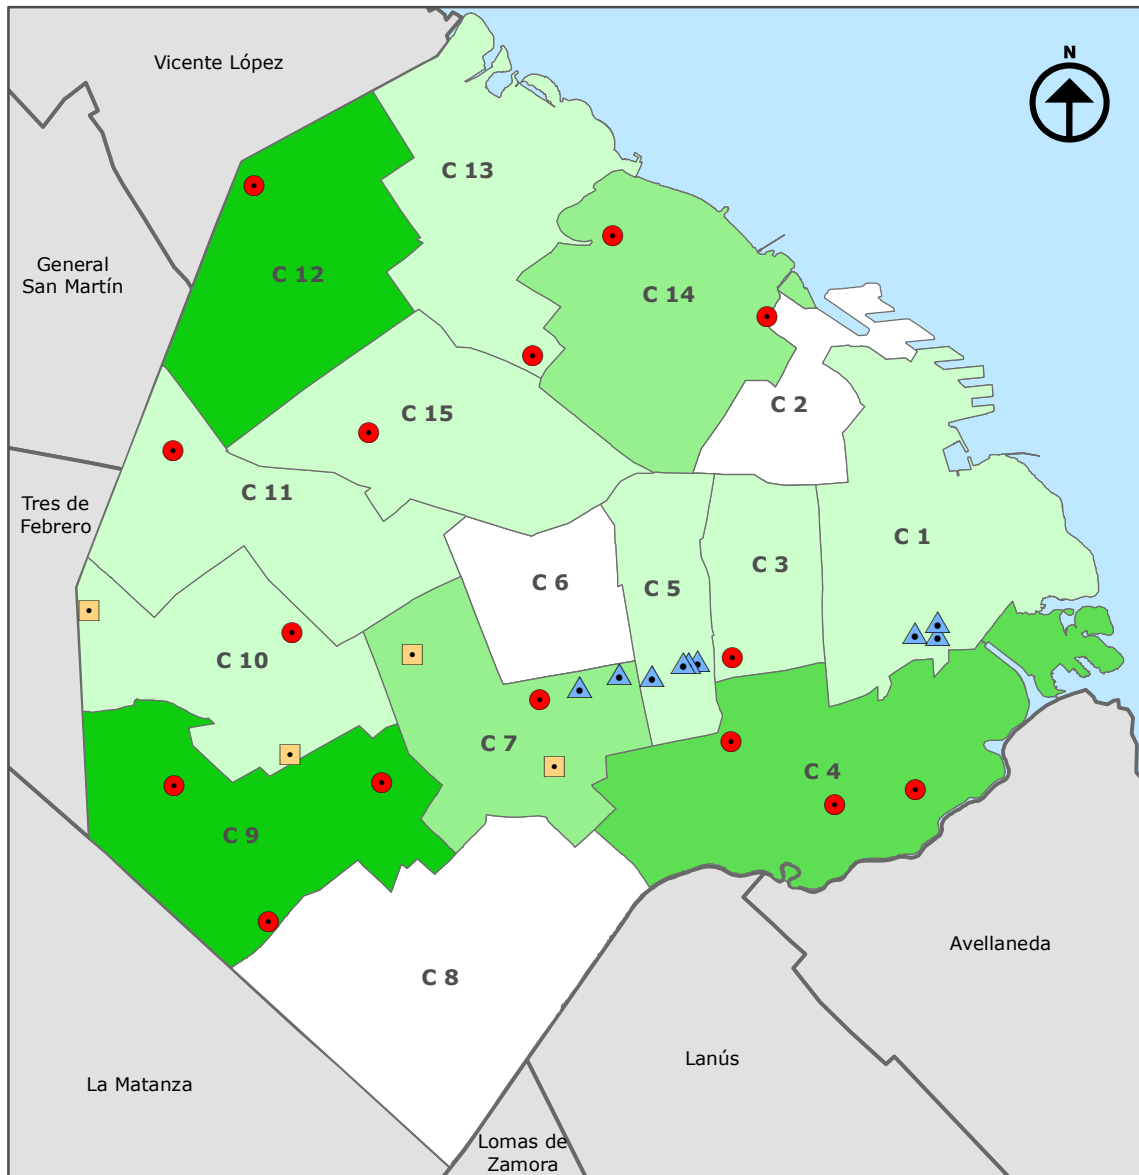 N
Vicente López
C 13
General
San Martín
C 12
C 14
C 2
C 15
C 11
Tres de
Febrero
C 1
C 3
C 6
C 5
C 10
C 7
C 4
C 9
Avellaneda
C 8
Lanús
La Matanza
Lomas de
Zamora